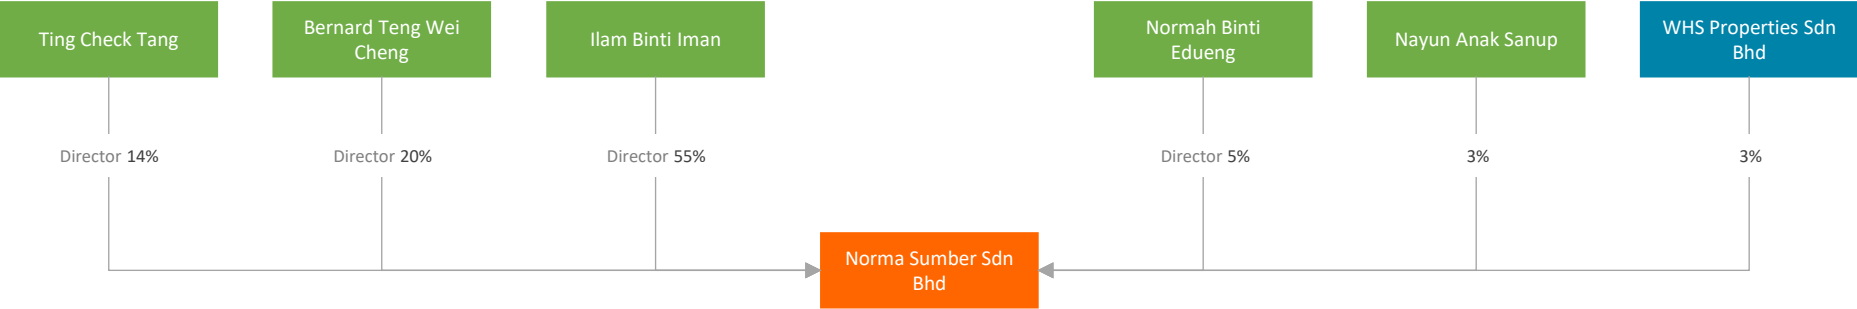 Ting Check Tang
Bernard Teng Wei
Cheng
Ilam Binti Iman
Normah Binti
Edueng
Nayun Anak Sanup
WHS Properties Sdn
Bhd
Director 14%
Director 20%
Director 55%
Director 5%
3%
3%
Norma Sumber Sdn
Bhd